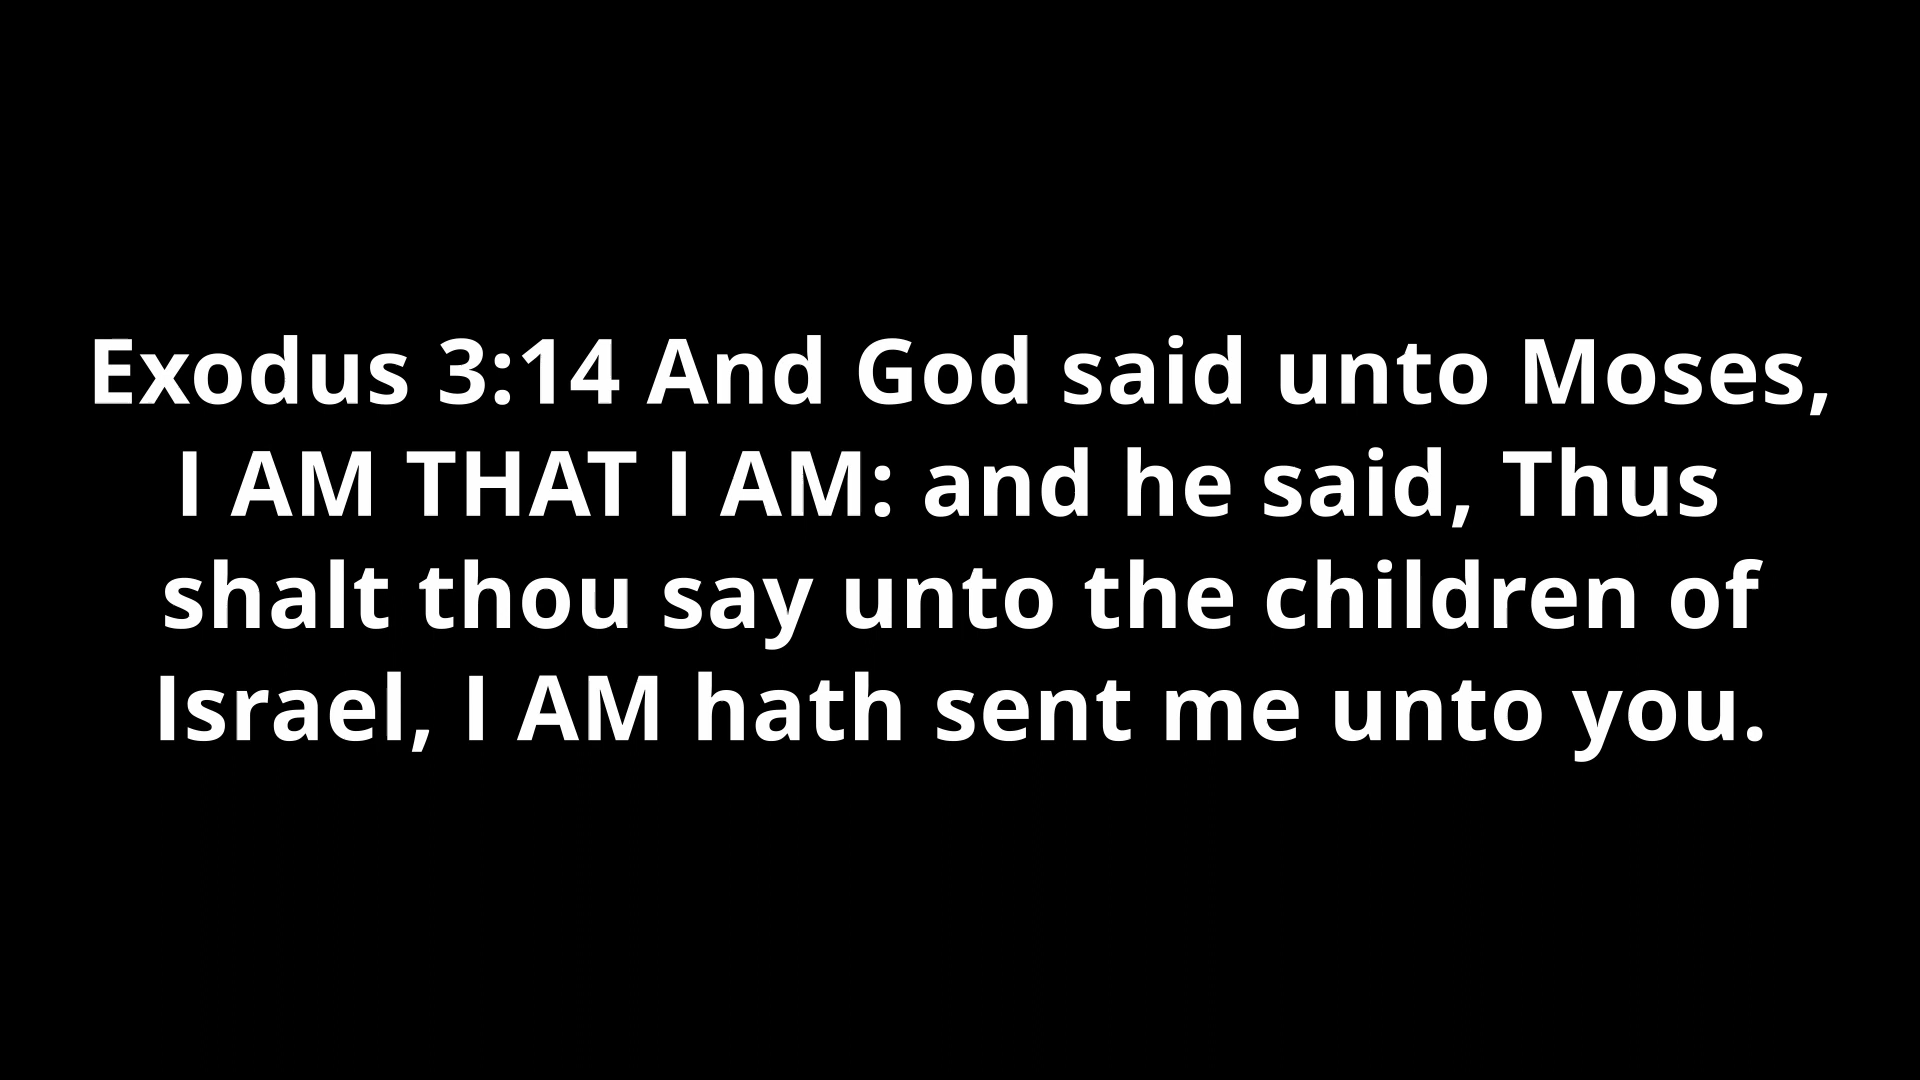 Exodus 3:14 And God said unto Moses,
I AM THAT I AM: and he said, Thus
shalt thou say unto the children of
Israel, I AM hath sent me unto you.